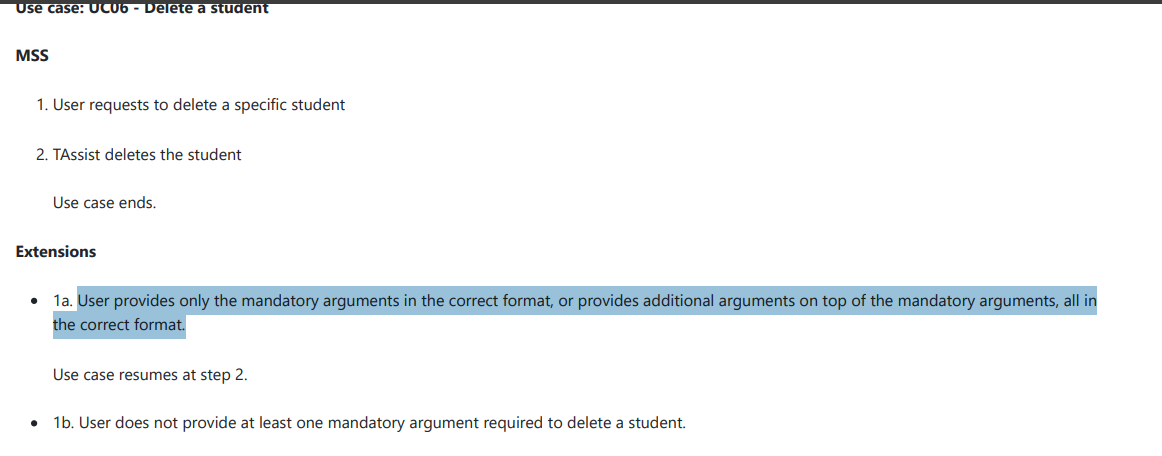 Use case: UC06 - Delete a student
MSS
1. User requests to delete a specific student
2. TAssist deletes the student
Use case ends.
Extensions
• 1a. User provides only the mandatory arguments in the correct format, or provides additional arguments on top of the mandatory arguments, all in
the correct format.
Use case resumes at step 2.
• 1b. User does not provide at least one mandatory argument required to delete a student.